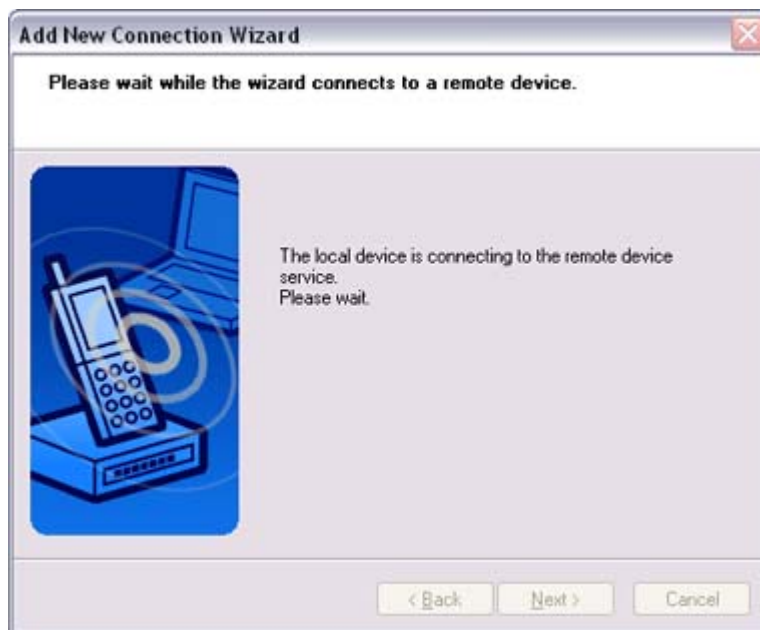 Add New Connection Wizard
Please wait while the wizard connects to a remote device.
The local device is connecting to the remote device
service.
Please wait.
< Back
Next >
Cancel